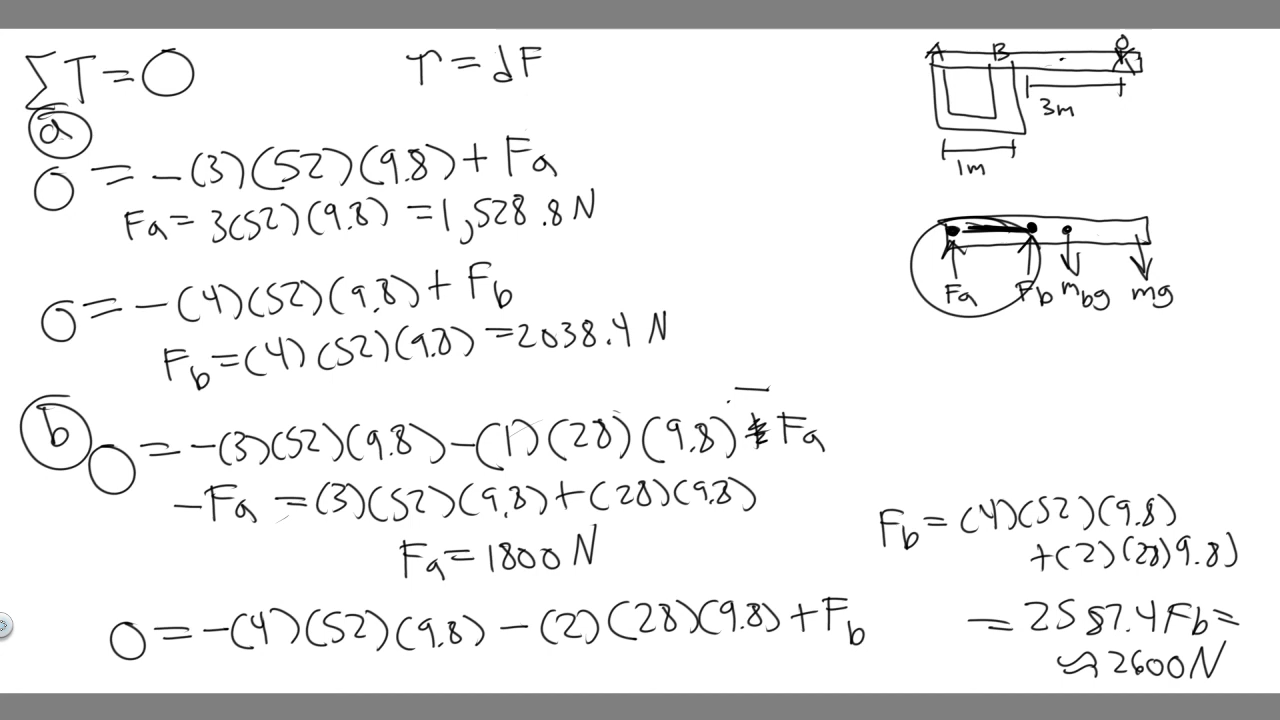 ΣT = 0
τ = dF
a
0 = -(3)(52)(9.8) + Fa
Fa = 3(52)(9.8) = 1,528.8 N
0 = -(4)(52)(9.8) + Fb
Fb = (4)(52)(9.8) = 2038.4 N
b
0 = -(3)(52)(9.8) - (1)(28)(9.8) - Fa
-Fa = (3)(52)(9.8) + (28)(9.8)
Fa = 1800 N
0 = -(4)(52)(9.8) - (2)(28)(9.8) + Fb
A B
3m
1m
Fa Fb mbg mg
Fb = (4)(52)(9.8)
+(2)(28)9.8)
= 2587.4 Fb =
≈ 2600 N